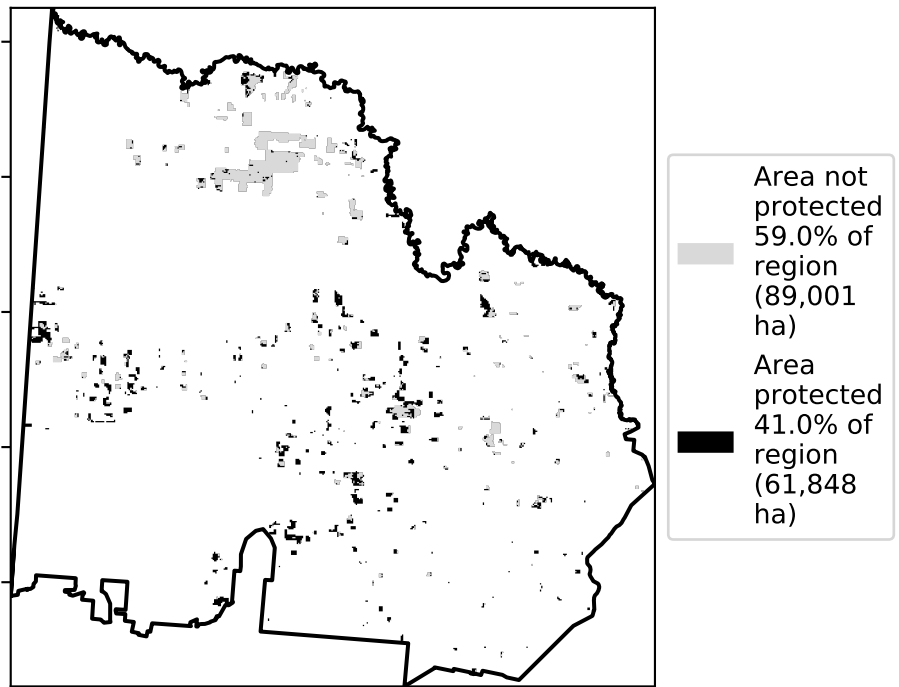 Area not
protected
59.0% of
region
(89,001
ha)
Area
protected
41.0% of
region
(61,848
ha)